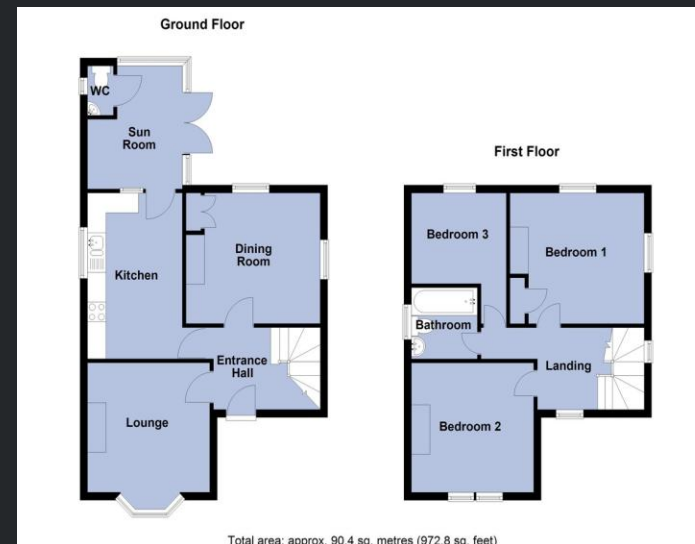 Ground Floor
WC
Sun
Room
Kitchen
Dining
Room
Entrance
Hall
Lounge
First Floor
Bedroom 3
Bedroom 1
Bathroom
Landing
Bedroom 2
Total area: approx. 90.4 sq. metres (972.8 sq. feet)